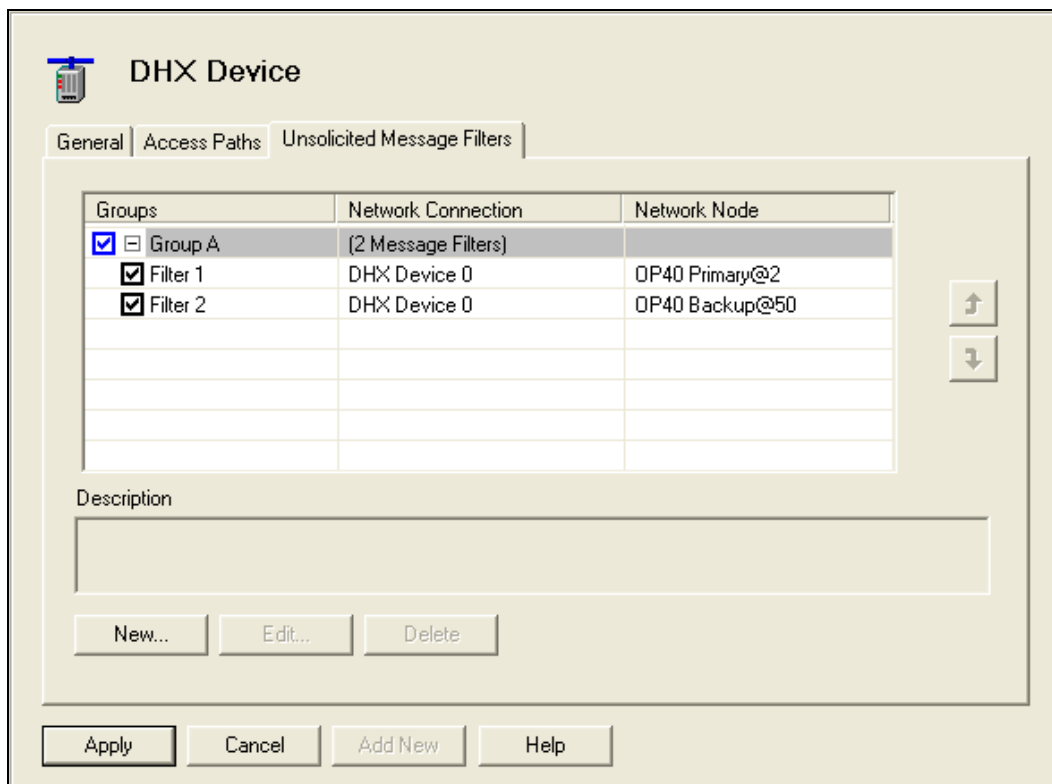 DHX Device
General Access Paths Unsolicited Message Filters
Groups Network Connection Network Node
Group A (2 Message Filters)
Filter 1 DHX Device 0 OP40 Primary@2
Filter 2 DHX Device 0 OP40 Backup@50
Description
New... Edit... Delete
Apply Cancel Add New Help